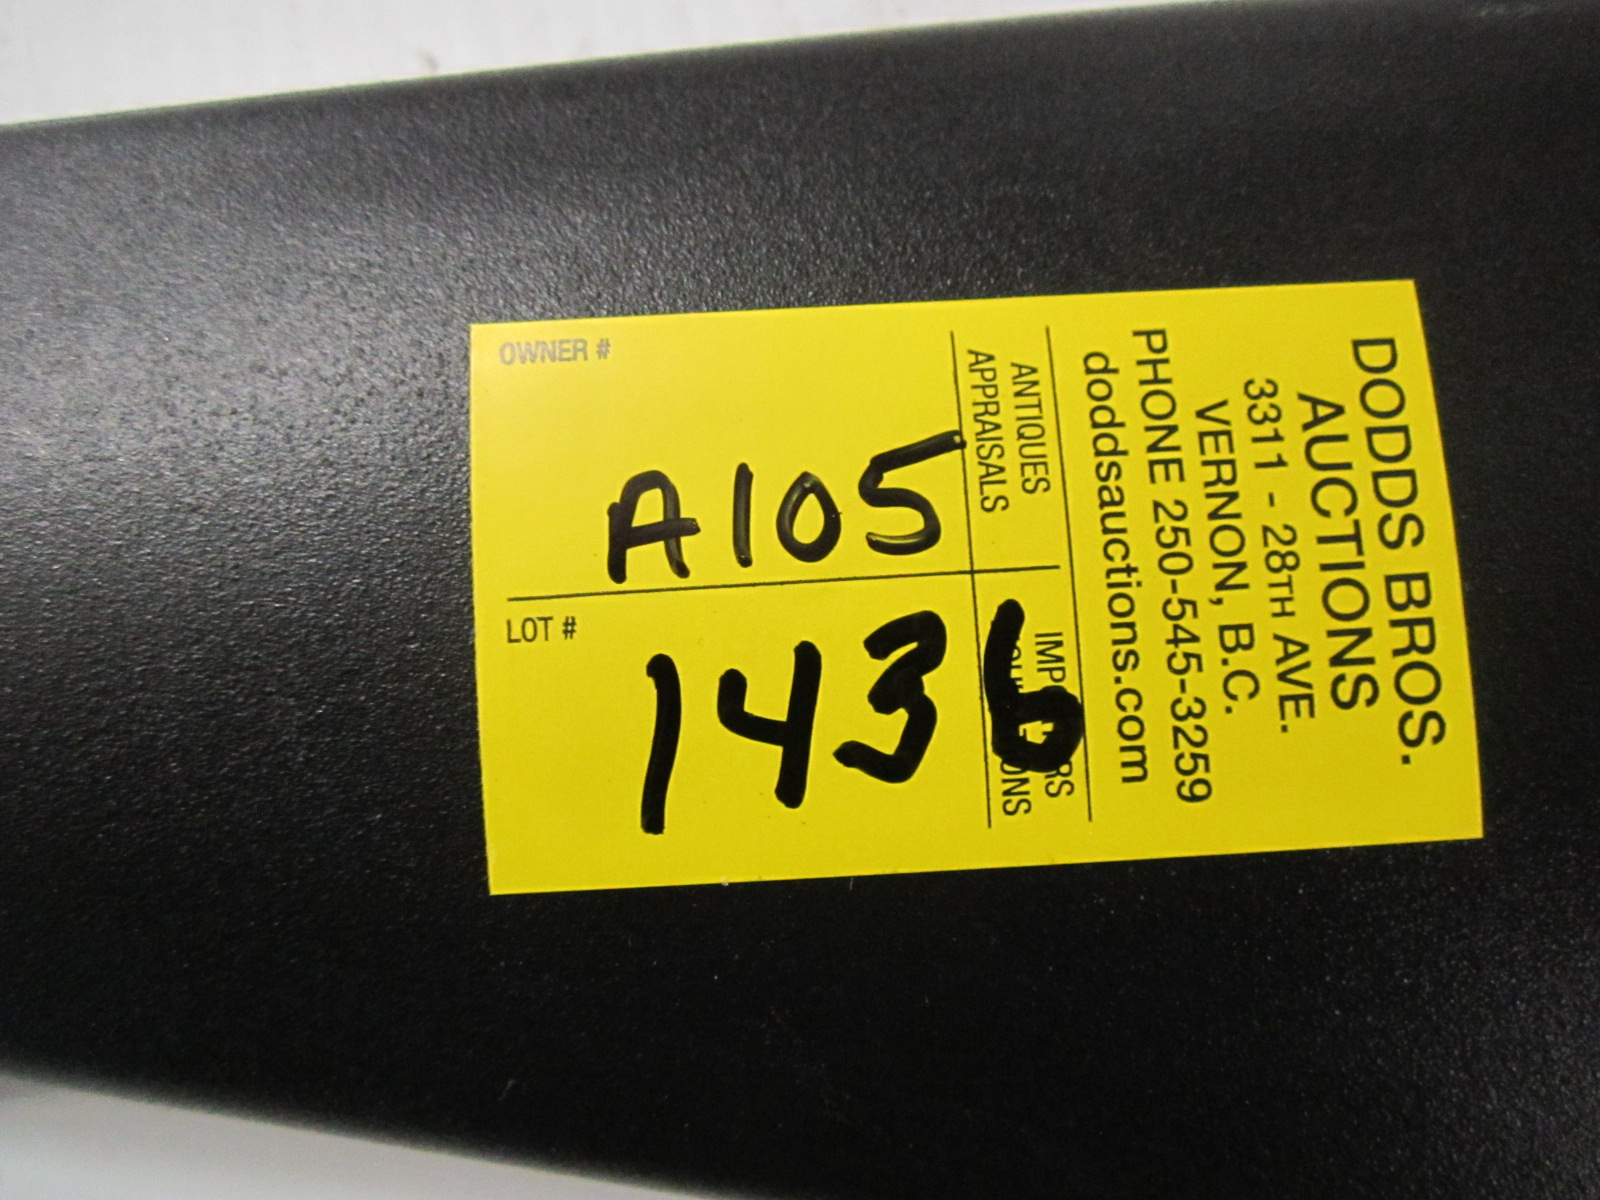 DODDS BROS.
AUCTIONS
3311 - 28TH AVE.
VERNON, B.C.
PHONE 250-545-3259
doddsauctions.com
ANTIQUES
APPRAISALS
OWNER #
A105
LOT #
1436